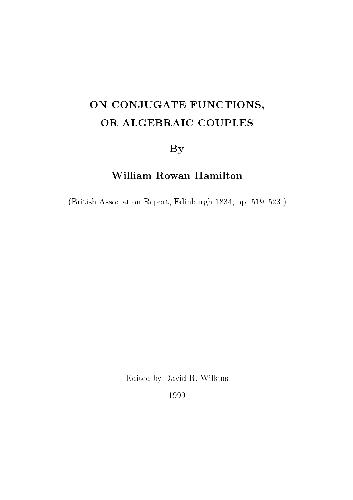 ON CONJUGATE FUNCTIONS,
OR ALGEBRAIC COUPLES
By
William Rowan Hamilton
(British Association Report, Edinburgh 1834, pp. 519–523.)
Edited by David R. Wilkins
1999